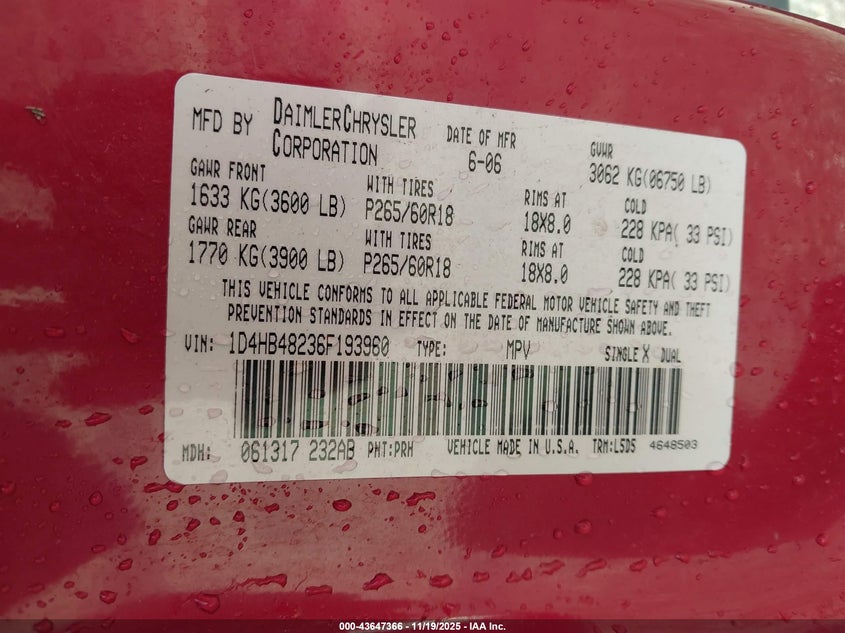 MFD BY DAIMLERCHRYSLER CORPORATION DATE OF MFR 6-06 GVWR 3062 KG(06750 LB)
GAWR FRONT WITH TIRES RIMS AT COLD
1633 KG(3600 LB) P265/60R18 18X8.0 228 KPA( 33 PSI)
GAWR REAR WITH TIRES RIMS AT COLD
1770 KG(3900 LB) P265/60R18 18X8.0 228 KPA( 33 PSI)
THIS VEHICLE CONFORMS TO ALL APPLICABLE FEDERAL MOTOR VEHICLE SAFETY AND THEFT
PREVENTION STANDARDS IN EFFECT ON THE DATE OF MANUFACTURE SHOWN ABOVE.
VIN: 1D4HB48236F193960 TYPE: MPV SINGLE X DUAL
MDH: 061317 232AB PNT:PRH VEHICLE MADE IN U.S.A. TRM:L5D5 4648503
000-43647366 - 11/19/2025 - IAA Inc.